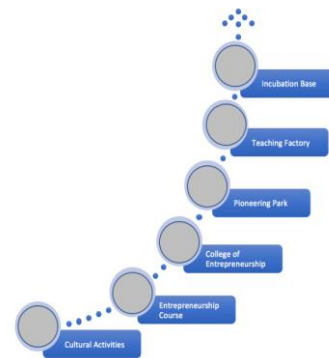 Incubation Base
Teaching Factory
Pioneering Park
College of
Entrepreneurship
Entrepreneurship
Course
Cultural Activities